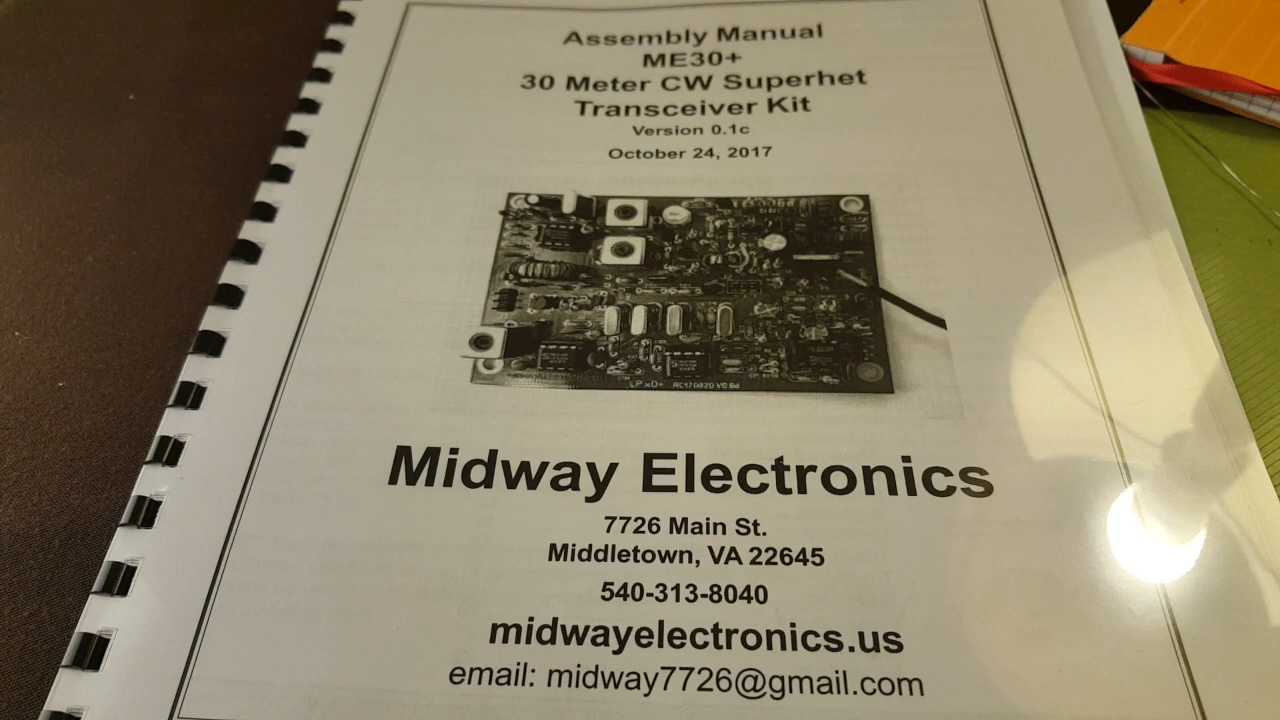 Assembly Manual
ME30+
30 Meter CW Superhet
Transceiver Kit
Version 0.1c
October 24, 2017
Midway Electronics
7726 Main St.
Middletown, VA 22645
540-313-8040
midwayelectronics.us
email: midway7726@gmail.com